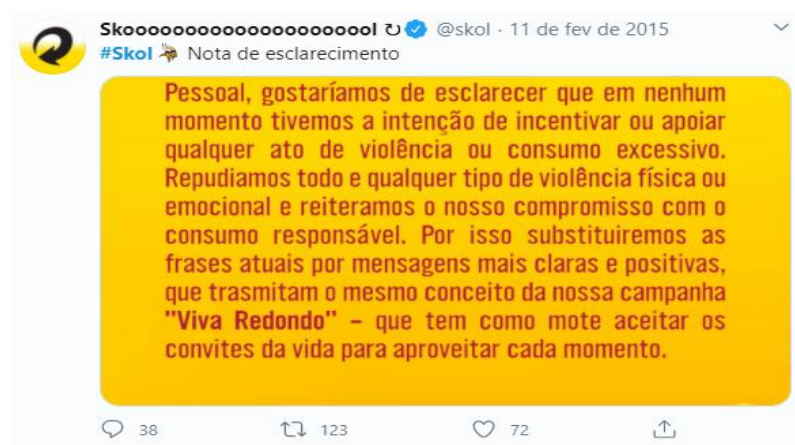 Skoooooooooooooooooooool @skol · 11 de fev de 2015
#Skol Nota de esclarecimento
Pessoal, gostaríamos de esclarecer que em nenhum
momento tivemos a intenção de incentivar ou apoiar
qualquer ato de violência ou consumo excessivo.
Repudiamos todo e qualquer tipo de violência física ou
emocional e reiteramos o nosso compromisso com o
consumo responsável. Por isso substituiremos as
frases atuais por mensagens mais claras e positivas,
que trasmitam o mesmo conceito da nossa campanha
"Viva Redondo" – que tem como mote aceitar os
convites da vida para aproveitar cada momento.
38 123 72